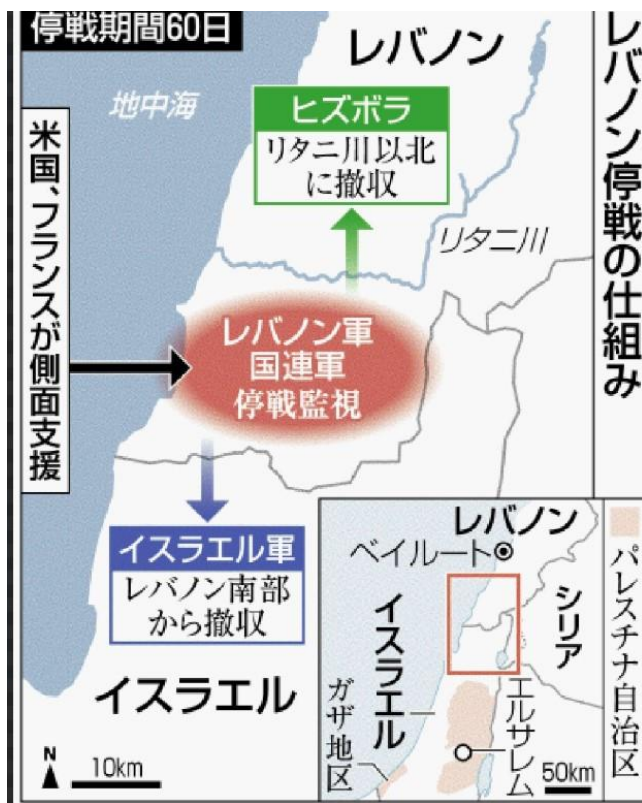 レバノン停戦の仕組み
停戦期間60日
レバノン
地中海
ヒズボラ
リタニ川以北
に撤収
米国、フランスが側面支援
リタニ川
レバノン軍
国連軍
停戦監視
イスラエル軍
レバノン南部
から撤収
イスラエル
N
10km
レバノン
ベイルート
シリア
イスラエル
ガザ地区
エルサレム
50km
パレスチナ自治区